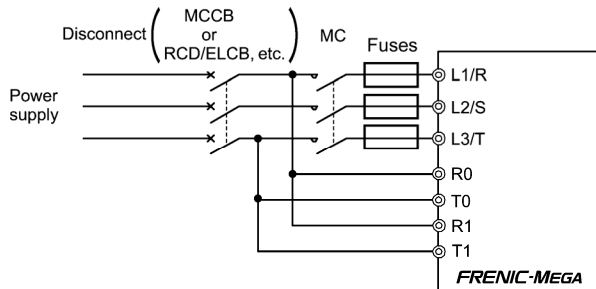 Disconnect
MCCB
or
RCD/ELCB, etc.
MC
Fuses
Power
supply
L1/R
L2/S
L3/T
R0
T0
R1
T1
FRENIC-MEGA